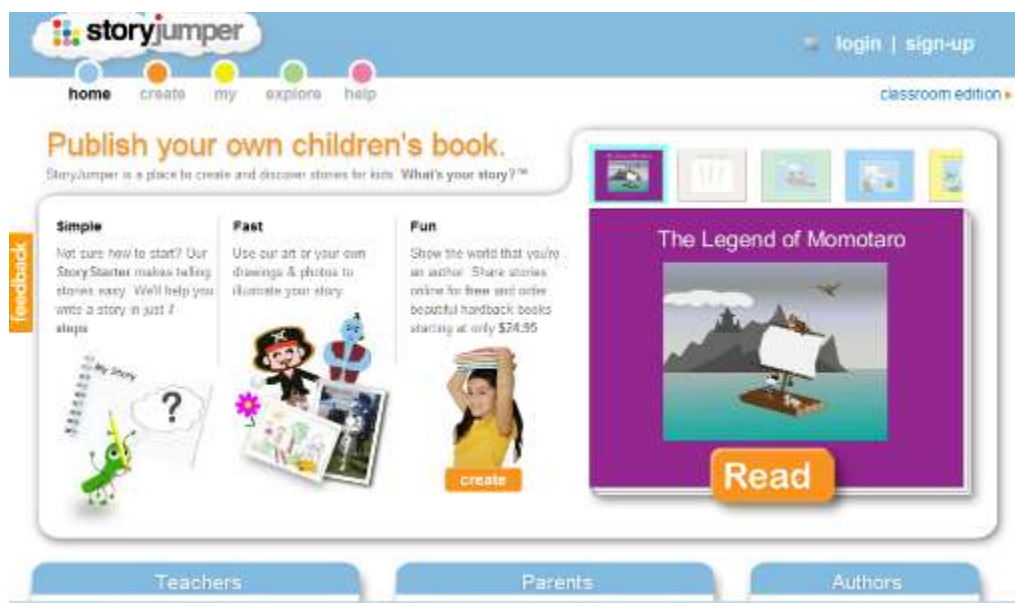 storyjumper
login | sign-up
home create my explore help
classroom edition
Publish your own children's book.
StoryJumper is a place to create and discover stories for kids. What's your story?™
Simple
Not sure how to start? Our
StoryStarter makes telling
stories easy. We'll help you
write a story in just 7
steps
Fast
Use our art or your own
drawings & photos to
illustrate your story.
Fun
Show the world that you're
an author. Share stories
online for free and order
beautiful hardback books
starting at only $24.95
feedback
My Story
?
create
The Legend of Momotaro
Read
Teachers
Parents
Authors